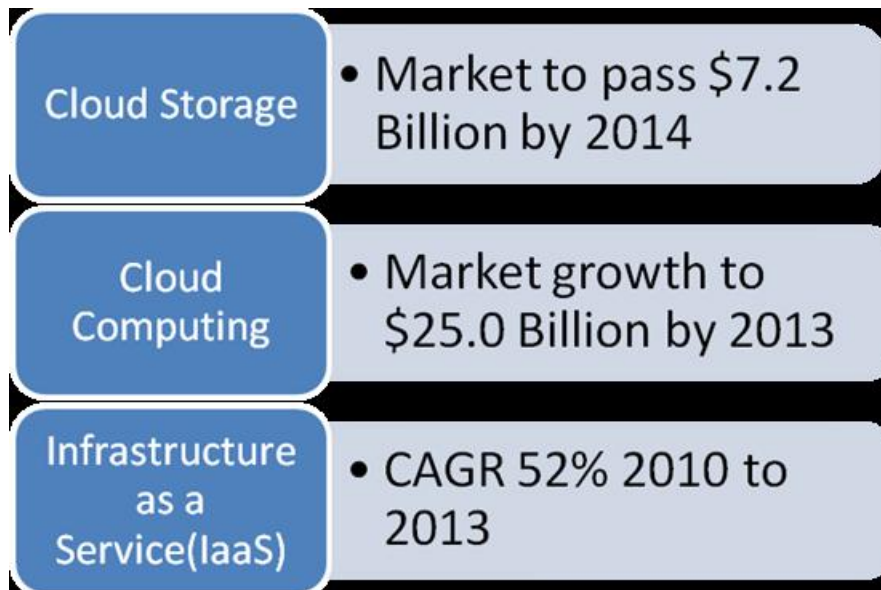 Cloud Storage
• Market to pass $7.2
Billion by 2014
Cloud
Computing
• Market growth to
$25.0 Billion by 2013
Infrastructure
as a
Service(IaaS)
• CAGR 52% 2010 to
2013